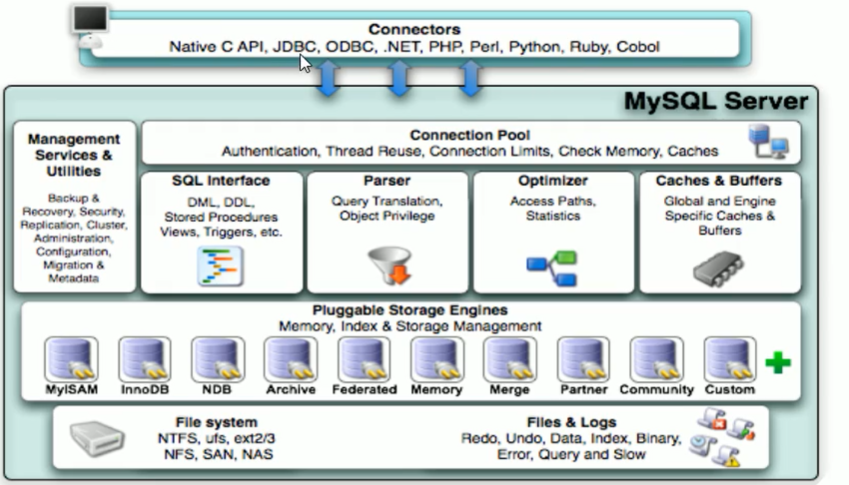 Connectors
Native C API, JDBC, ODBC, .NET, PHP, Perl, Python, Ruby, Cobol
MySQL Server
Management
Services &
Utilities
Backup &
Recovery, Security,
Replication, Cluster,
Administration,
Configuration,
Migration &
Metadata
Connection Pool
Authentication, Thread Reuse, Connection Limits, Check Memory, Caches
SQL Interface
DML, DDL,
Stored Procedures
Views, Triggers, etc.
Parser
Query Translation,
Object Privilege
Optimizer
Access Paths,
Statistics
Caches & Buffers
Global and Engine
Specific Caches &
Buffers
Pluggable Storage Engines
Memory, Index & Storage Management
MyISAM InnoDB NDB Archive Federated Memory Merge Partner Community Custom
File system
NTFS, ufs, ext2/3
NFS, SAN, NAS
Files & Logs
Redo, Undo, Data, Index, Binary,
Error, Query and Slow